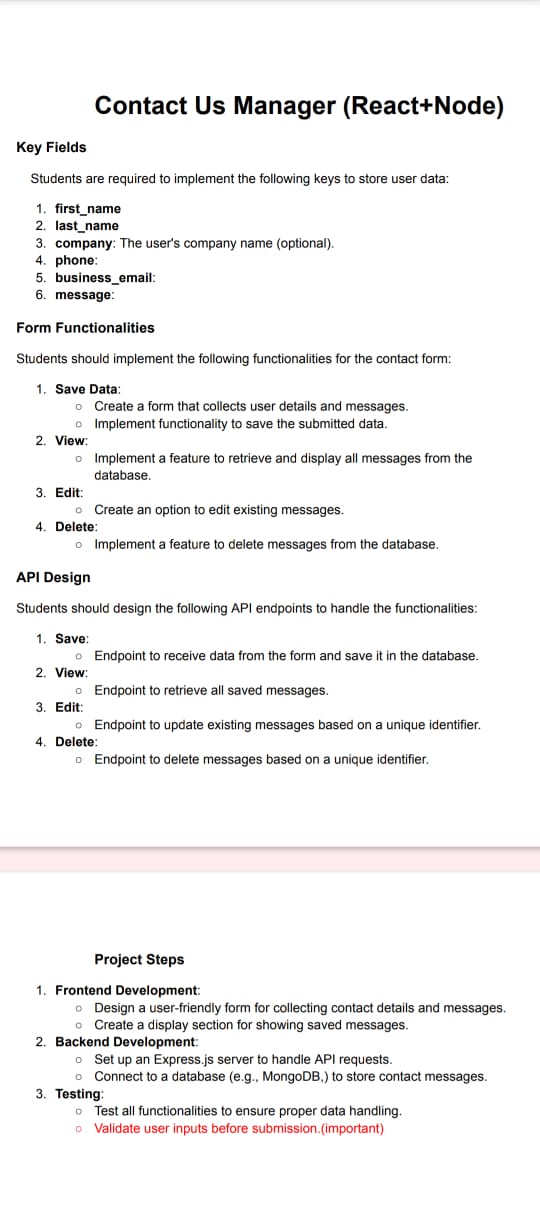 Contact Us Manager (React+Node)
Key Fields
Students are required to implement the following keys to store user data:
1. first_name
2. last_name
3. company: The user's company name (optional).
4. phone:
5. business_email:
6. message:
Form Functionalities
Students should implement the following functionalities for the contact form:
1. Save Data:
○ Create a form that collects user details and messages.
○ Implement functionality to save the submitted data.
2. View:
○ Implement a feature to retrieve and display all messages from the
database.
3. Edit:
○ Create an option to edit existing messages.
4. Delete:
○ Implement a feature to delete messages from the database.
API Design
Students should design the following API endpoints to handle the functionalities:
1. Save:
○ Endpoint to receive data from the form and save it in the database.
2. View:
○ Endpoint to retrieve all saved messages.
3. Edit:
○ Endpoint to update existing messages based on a unique identifier.
4. Delete:
○ Endpoint to delete messages based on a unique identifier.
Project Steps
1. Frontend Development:
○ Design a user-friendly form for collecting contact details and messages.
○ Create a display section for showing saved messages.
2. Backend Development:
○ Set up an Express.js server to handle API requests.
○ Connect to a database (e.g., MongoDB,) to store contact messages.
3. Testing:
○ Test all functionalities to ensure proper data handling.
○ Validate user inputs before submission.(important)